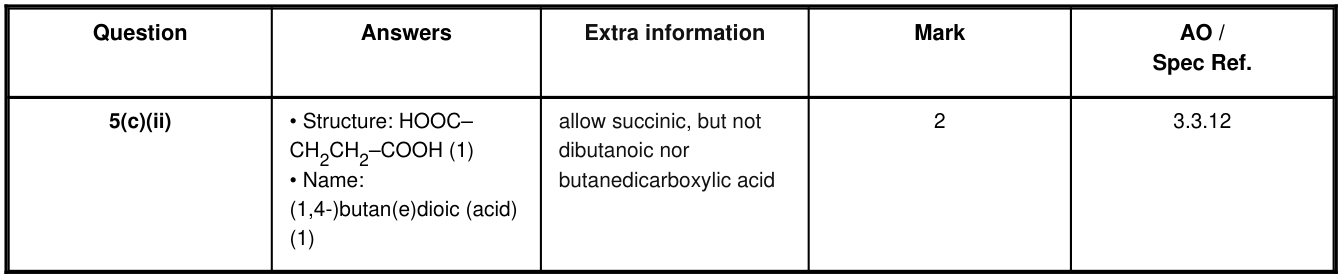 Question Answers Extra information Mark AO /
Spec Ref.
5(c)(ii) • Structure: HOOC– allow succinic, but not 2 3.3.12
CH2CH2–COOH (1) dibutanoic nor
• Name: butanedicarboxylic acid
(1,4-)butan(e)dioic (acid)
(1)